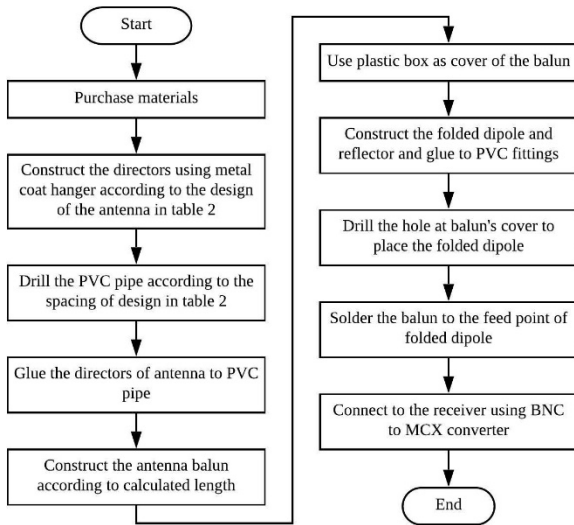 Start
Purchase materials
Construct the directors using metal
coat hanger according to the design
of the antenna in table 2
Drill the PVC pipe according to the
spacing of design in table 2
Glue the directors of antenna to PVC
pipe
Construct the antenna balun
according to calculated length
Use plastic box as cover of the balun
Construct the folded dipole and
reflector and glue to PVC fittings
Drill the hole at balun's cover to
place the folded dipole
Solder the balun to the feed point of
folded dipole
Connect to the receiver using BNC
to MCX converter
End